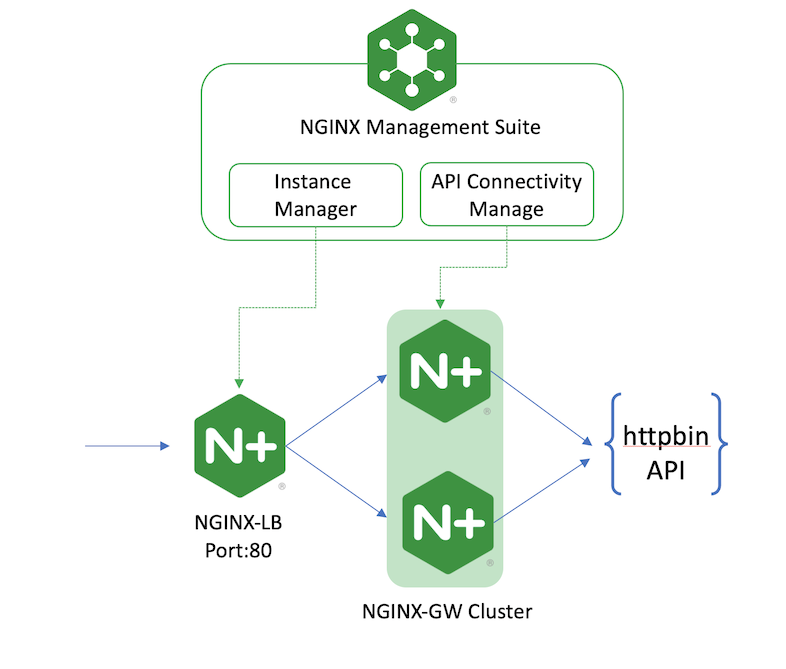 ®
NGINX Management Suite
Instance
Manager
API Connectivity
Manage
N+
®
N+
®
httpbin
API
N+
®
NGINX-LB
Port:80
NGINX-GW Cluster